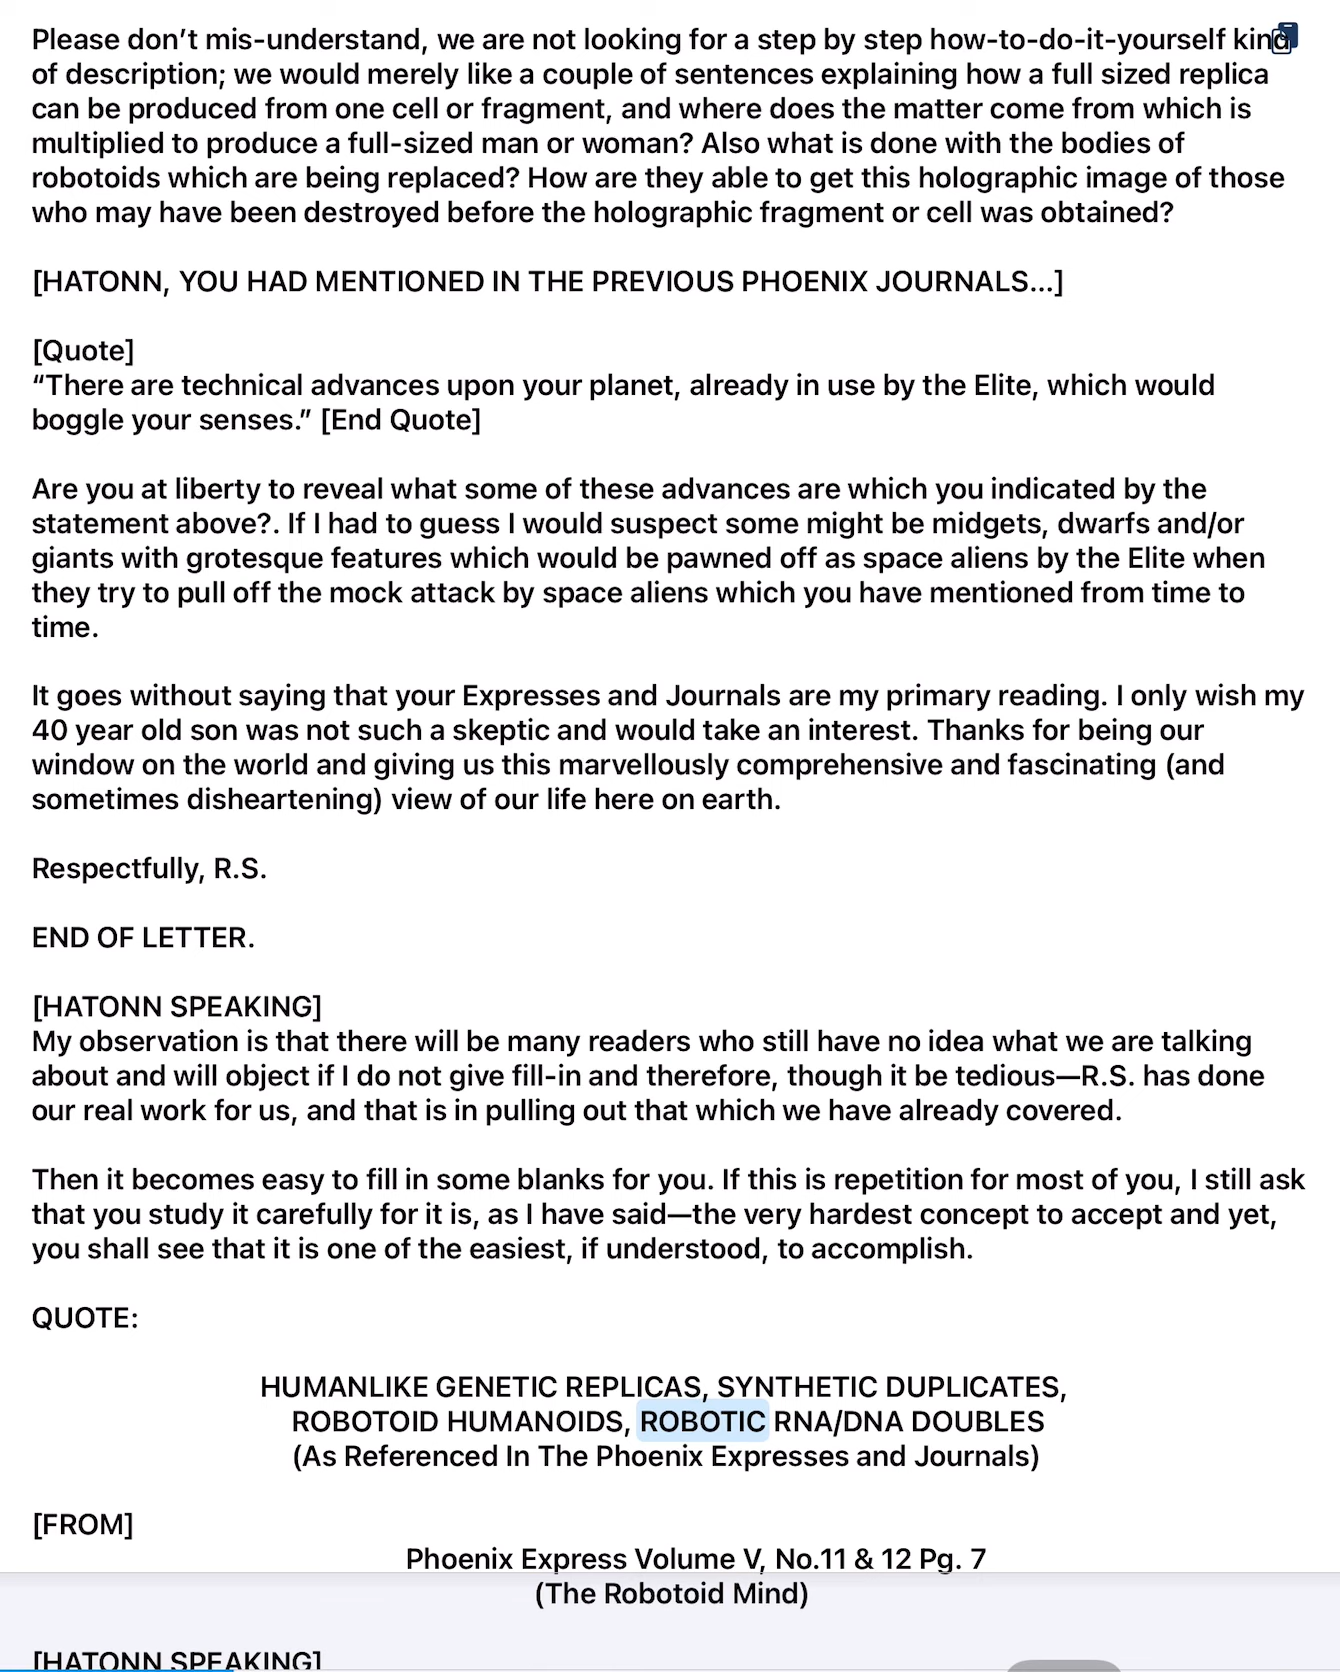 Please don’t mis-understand, we are not looking for a step by step how-to-do-it-yourself kind
of description; we would merely like a couple of sentences explaining how a full sized replica
can be produced from one cell or fragment, and where does the matter come from which is
multiplied to produce a full-sized man or woman? Also what is done with the bodies of
robotoids which are being replaced? How are they able to get this holographic image of those
who may have been destroyed before the holographic fragment or cell was obtained?
[HATONN, YOU HAD MENTIONED IN THE PREVIOUS PHOENIX JOURNALS...]
[Quote]
“There are technical advances upon your planet, already in use by the Elite, which would
boggle your senses.” [End Quote]
Are you at liberty to reveal what some of these advances are which you indicated by the
statement above?. If I had to guess I would suspect some might be midgets, dwarfs and/or
giants with grotesque features which would be pawned off as space aliens by the Elite when
they try to pull off the mock attack by space aliens which you have mentioned from time to
time.
It goes without saying that your Expresses and Journals are my primary reading. I only wish my
40 year old son was not such a skeptic and would take an interest. Thanks for being our
window on the world and giving us this marvellously comprehensive and fascinating (and
sometimes disheartening) view of our life here on earth.
Respectfully, R.S.
END OF LETTER.
[HATONN SPEAKING]
My observation is that there will be many readers who still have no idea what we are talking
about and will object if I do not give fill-in and therefore, though it be tedious—R.S. has done
our real work for us, and that is in pulling out that which we have already covered.
Then it becomes easy to fill in some blanks for you. If this is repetition for most of you, I still ask
that you study it carefully for it is, as I have said—the very hardest concept to accept and yet,
you shall see that it is one of the easiest, if understood, to accomplish.
QUOTE:
HUMANLIKE GENETIC REPLICAS, SYNTHETIC DUPLICATES,
ROBOTOID HUMANOIDS, ROBOTIC RNA/DNA DOUBLES
(As Referenced In The Phoenix Expresses and Journals)
[FROM]
Phoenix Express Volume V, No.11 & 12 Pg. 7
(The Robotoid Mind)
[HATONN SPEAKING]